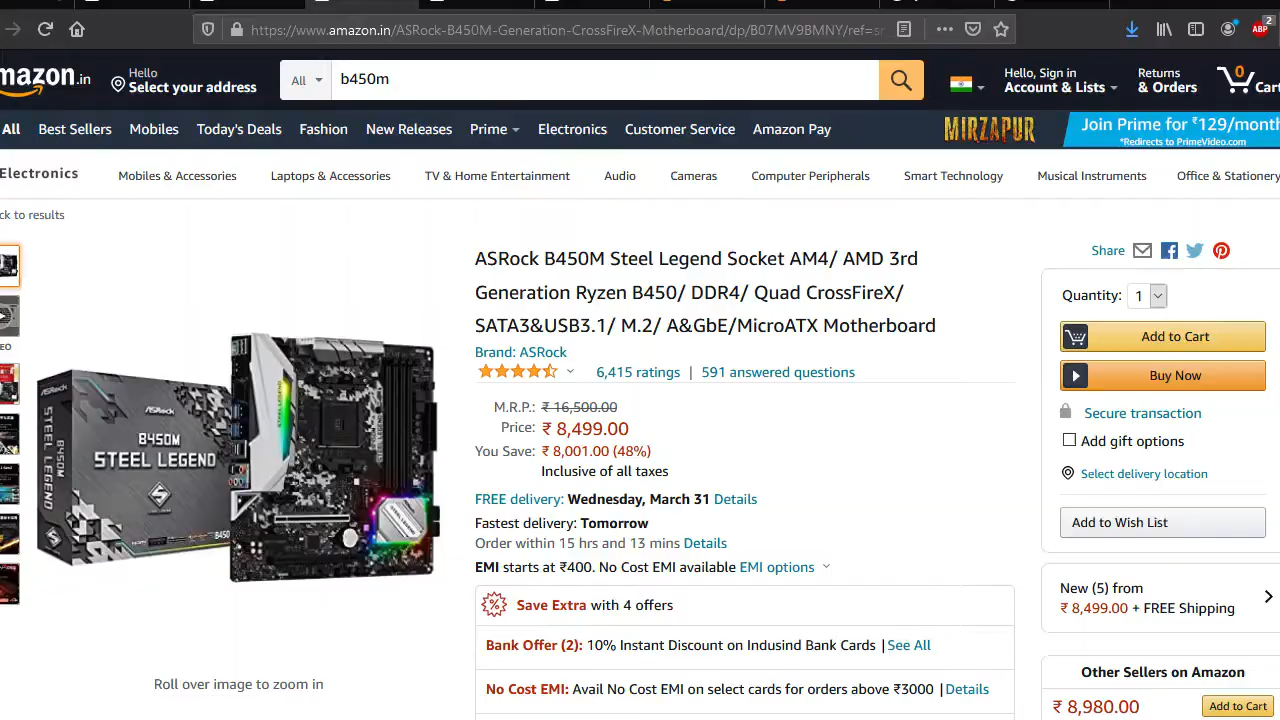 https://www.amazon.in/ASRock-B450M-Generation-CrossFireX-Motherboard/dp/B07MV9BMNY/ref=sr
2
ABP
mazon.in
Hello
Select your address
All
b450m
Hello, Sign in
Account & Lists
Returns
& Orders
0
Cart
All Best Sellers Mobiles Today's Deals Fashion New Releases Prime Electronics Customer Service Amazon Pay
MIRZAPUR
Join Prime for ₹129/month
*Redirects to PrimeVideo.com
Electronics Mobiles & Accessories Laptops & Accessories TV & Home Entertainment Audio Cameras Computer Peripherals Smart Technology Musical Instruments Office & Stationery
ck to results
EO
ASRock
B450M
STEEL LEGEND
B450M
STEEL LEGEND
Roll over image to zoom in
ASRock B450M Steel Legend Socket AM4/ AMD 3rd
Generation Ryzen B450/ DDR4/ Quad CrossFireX/
SATA3&USB3.1/ M.2/ A&GbE/MicroATX Motherboard
Brand: ASRock
6,415 ratings | 591 answered questions
M.R.P.: ₹ 16,500.00
Price: ₹ 8,499.00
You Save: ₹ 8,001.00 (48%)
Inclusive of all taxes
FREE delivery: Wednesday, March 31 Details
Fastest delivery: Tomorrow
Order within 15 hrs and 13 mins Details
EMI starts at ₹400. No Cost EMI available EMI options
Save Extra with 4 offers
Bank Offer (2): 10% Instant Discount on Indusind Bank Cards | See All
No Cost EMI: Avail No Cost EMI on select cards for orders above ₹3000 | Details
Share
Quantity: 1
Add to Cart
Buy Now
Secure transaction
Add gift options
Select delivery location
Add to Wish List
New (5) from
₹ 8,499.00 + FREE Shipping
Other Sellers on Amazon
₹ 8,980.00
Add to Cart